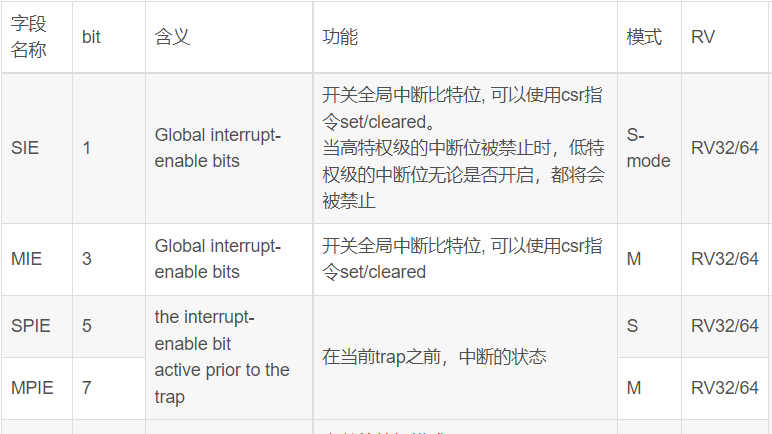 字段
名称
bit
含义
功能
模式
RV
SIE
1
Global interrupt-
enable bits
开关全局中断比特位, 可以使用csr指
令set/cleared。
当高特权级的中断位被禁止时，低特
权级的中断位无论是否开启，都将会
被禁止
S-
mode
RV32/64
MIE
3
Global interrupt-
enable bits
开关全局中断比特位, 可以使用csr指
令set/cleared
M
RV32/64
SPIE
5
the interrupt-
enable bit
active prior to the
trap
在当前trap之前，中断的状态
S
RV32/64
MPIE
7
M
RV32/64